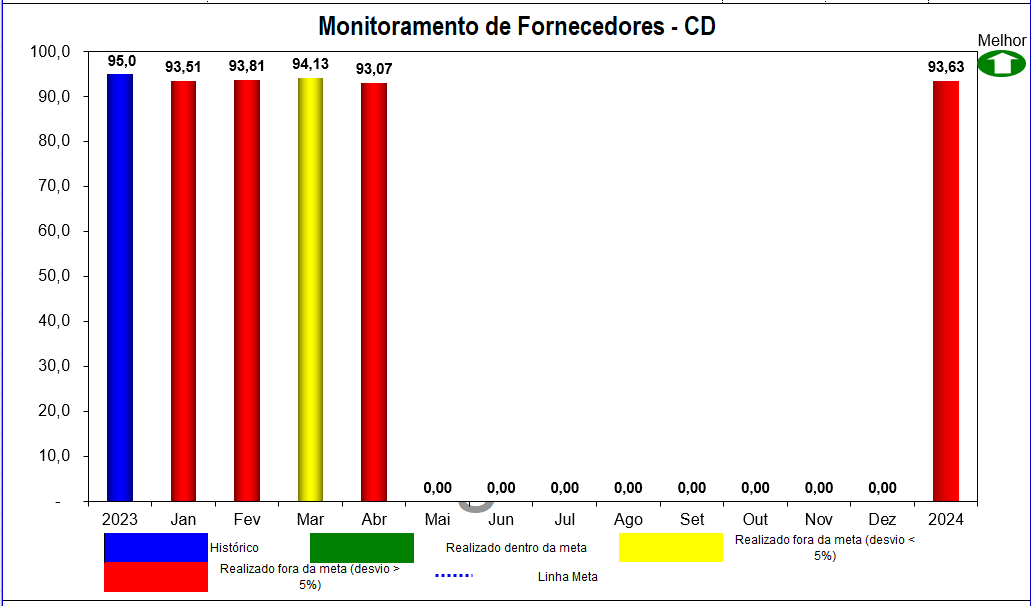 Monitoramento de Fornecedores - CD
Melhor
100,0
90,0
80,0
70,0
60,0
50,0
40,0
30,0
20,0
10,0
-
95,0 93,51 93,81 94,13 93,07 0,00 0,00 0,00 0,00 0,00 0,00 0,00 0,00 93,63
2023 Jan Fev Mar Abr Mai Jun Jul Ago Set Out Nov Dez 2024
Histórico
Realizado dentro da meta
Realizado fora da meta (desvio <
5%)
Realizado fora da meta (desvio >
5%)
Linha Meta